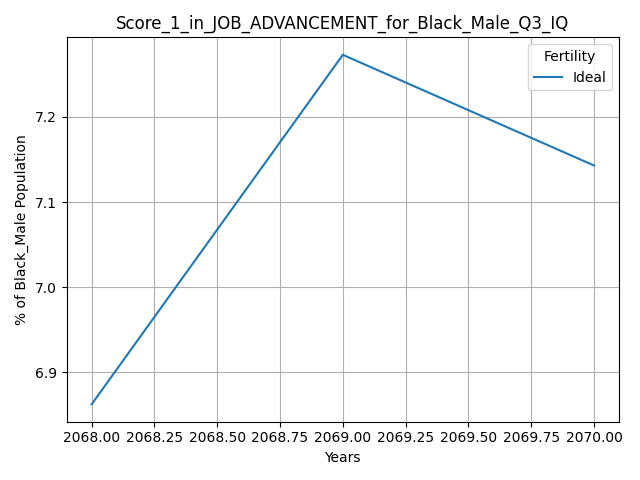 Score_1_in_JOB_ADVANCEMENT_for_Black_Male_Q3_IQ
Fertility
Ideal
7.2
7.1
7.0
6.9
% of Black_Male Population
2068.00 2068.25 2068.50 2068.75 2069.00 2069.25 2069.50 2069.75 2070.00
Years